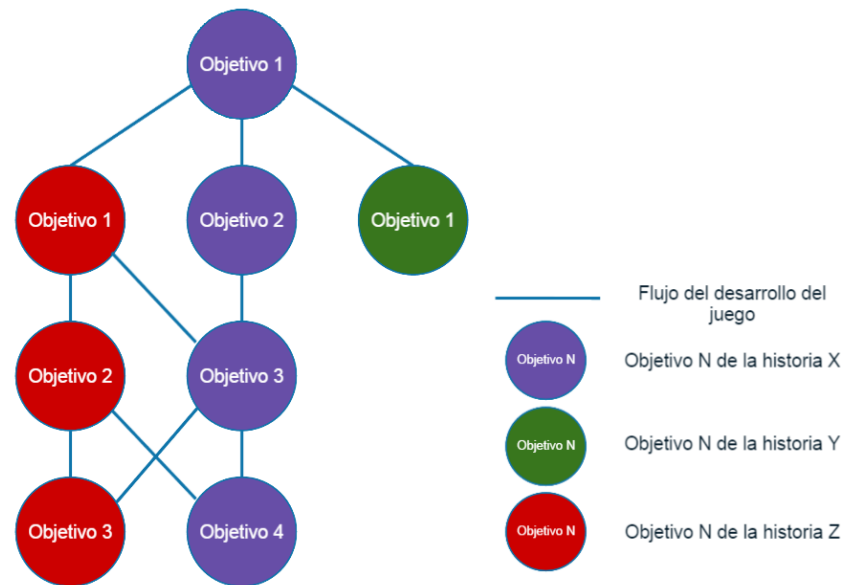 Objetivo 1
Objetivo 1
Objetivo 2
Objetivo 1
Objetivo 2
Objetivo 3
Objetivo 3
Objetivo 4
Flujo del desarrollo del
juego
Objetivo N
Objetivo N de la historia X
Objetivo N
Objetivo N de la historia Y
Objetivo N
Objetivo N de la historia Z